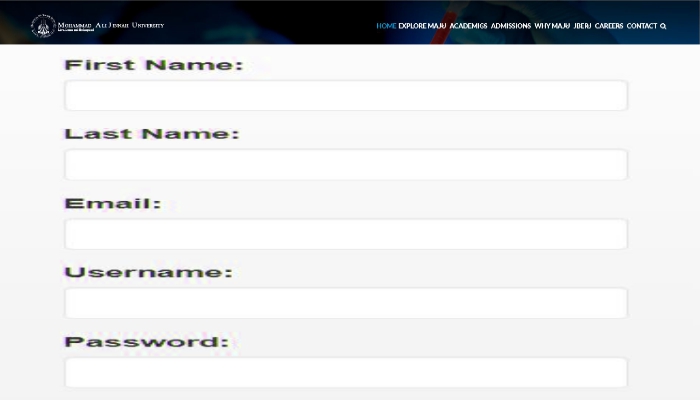 MOHAMMAD ALI JINNAH UNIVERSITY
HOME EXPLORE MAJU ACADEMICS ADMISSIONS WHY MAJU JBERJ CAREERS CONTACT
First Name:
Last Name:
Email:
Username:
Password: